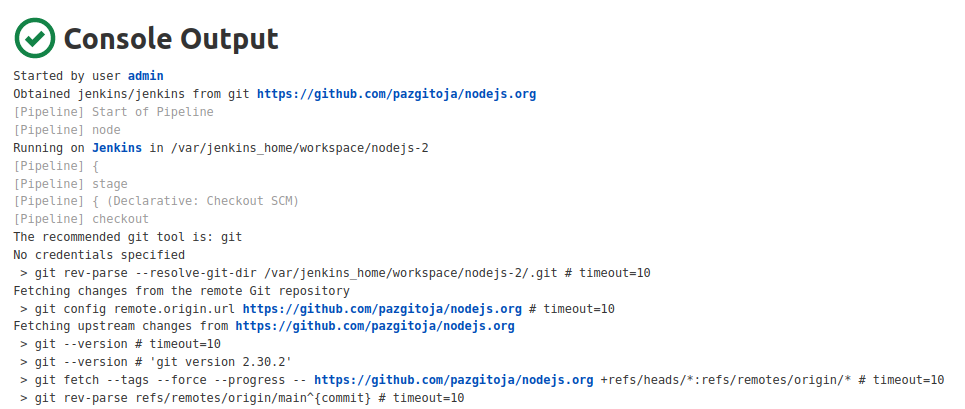 Console Output
Started by user admin
Obtained jenkins/jenkins from git https://github.com/pazgitoja/nodejs.org
[Pipeline] Start of Pipeline
[Pipeline] node
Running on Jenkins in /var/jenkins_home/workspace/nodejs-2
[Pipeline] {
[Pipeline] stage
[Pipeline] { (Declarative: Checkout SCM)
[Pipeline] checkout
The recommended git tool is: git
No credentials specified
 > git rev-parse --resolve-git-dir /var/jenkins_home/workspace/nodejs-2/.git # timeout=10
Fetching changes from the remote Git repository
 > git config remote.origin.url https://github.com/pazgitoja/nodejs.org # timeout=10
Fetching upstream changes from https://github.com/pazgitoja/nodejs.org
 > git --version # timeout=10
 > git --version # 'git version 2.30.2'
 > git fetch --tags --force --progress -- https://github.com/pazgitoja/nodejs.org +refs/heads/*:refs/remotes/origin/* # timeout=10
 > git rev-parse refs/remotes/origin/main^{commit} # timeout=10